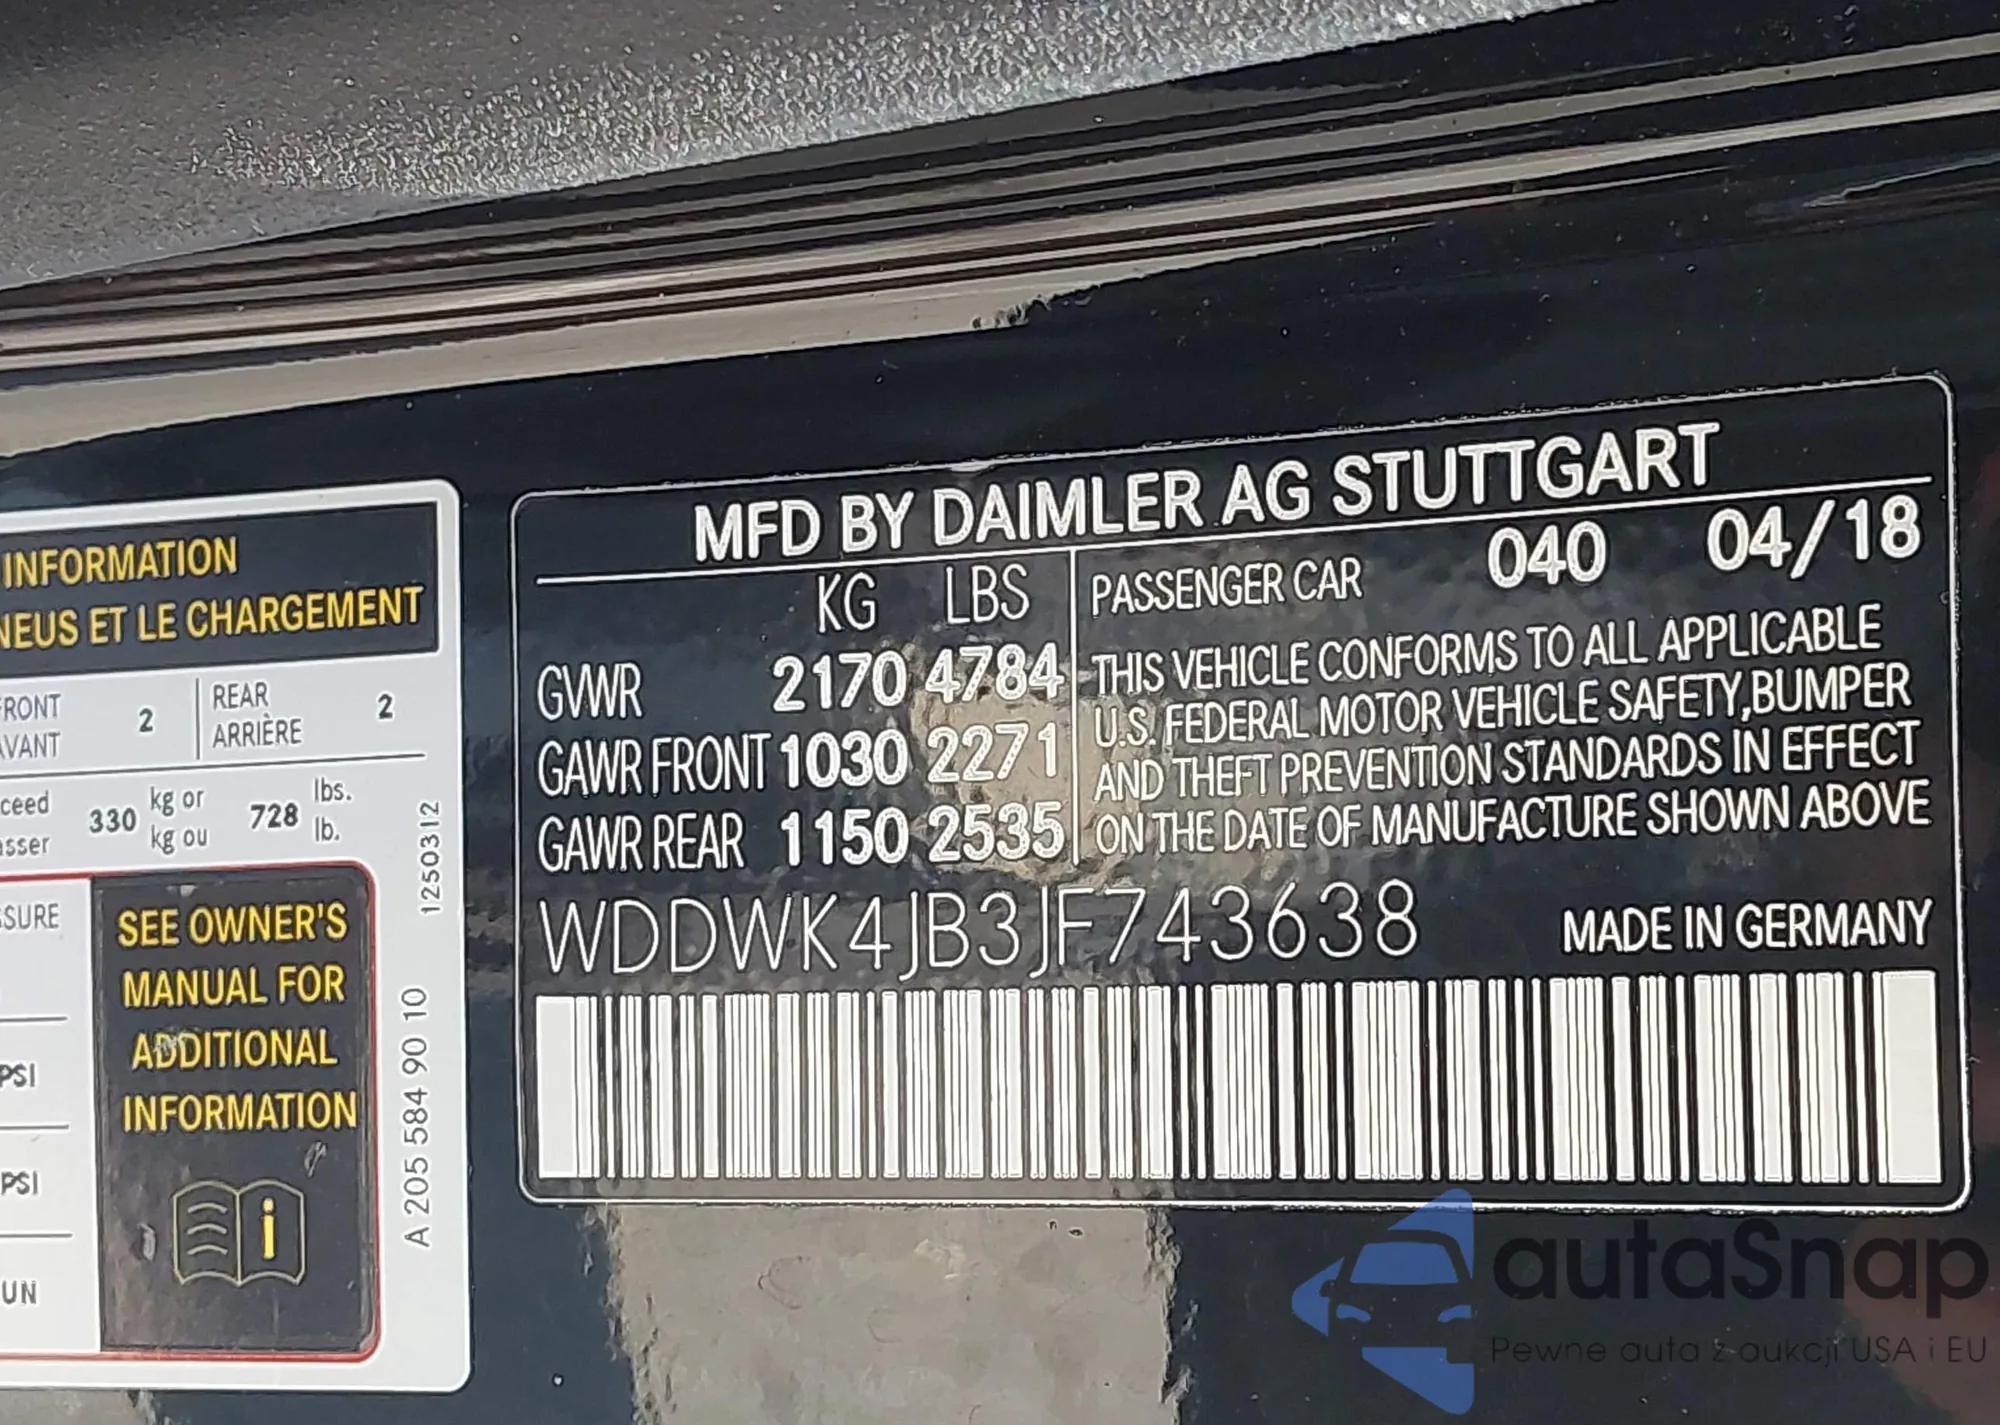 INFORMATION
NEUS ET LE CHARGEMENT
FRONT 2 REAR 2
AVANT ARRIÈRE
ceed 330 kg or 728 lbs.
asser kg ou lb.
SSURE
SEE OWNER'S
MANUAL FOR
ADDITIONAL
INFORMATION
i
PSI
PSI
UN
1250312
A 205 584 90 10
MFD BY DAIMLER AG STUTTGART
KG LBS
GVWR 2170 4784
GAWR FRONT 1030 2271
GAWR REAR 1150 2535
PASSENGER CAR 040 04/18
THIS VEHICLE CONFORMS TO ALL APPLICABLE
U.S. FEDERAL MOTOR VEHICLE SAFETY,BUMPER
AND THEFT PREVENTION STANDARDS IN EFFECT
ON THE DATE OF MANUFACTURE SHOWN ABOVE
WDDWK4JB3JF743638 MADE IN GERMANY
autaSnap
Pewne auta z aukcji USA i EU